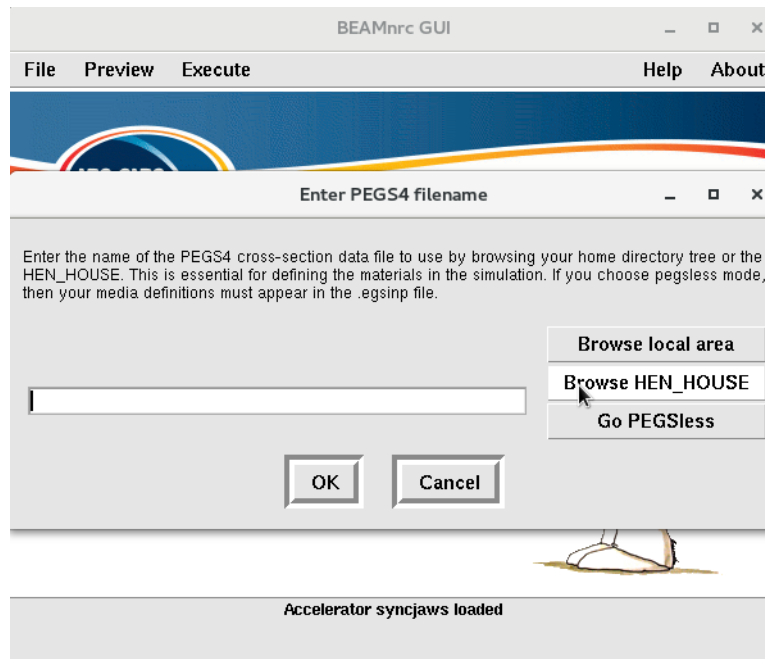 BEAMnrc GUI
File Preview Execute Help About
Enter PEGS4 filename
Enter the name of the PEGS4 cross-section data file to use by browsing your home directory tree or the
HEN_HOUSE. This is essential for defining the materials in the simulation. If you choose pegsless mode,
then your media definitions must appear in the .egsinp file.
Browse local area
Browse HEN_HOUSE
Go PEGSless
OK Cancel
Accelerator syncjaws loaded